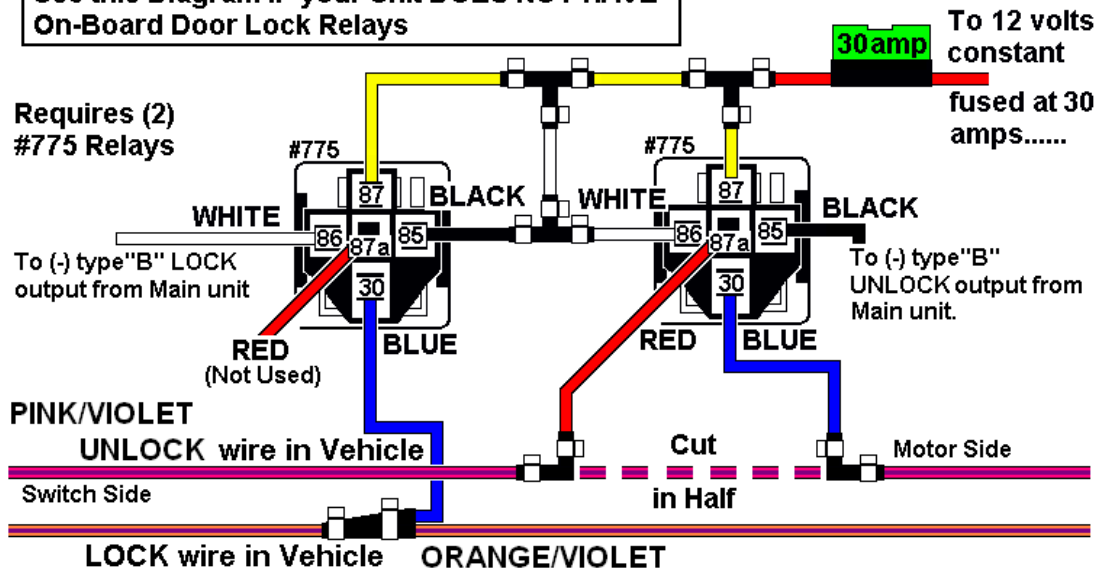 On-Board Door Lock Relays
30amp
To 12 volts
constant
fused at 30
amps......
Requires (2)
#775 Relays
#775
87
86
87a
85
30
WHITE
BLACK
To (-) type"B" LOCK
output from Main unit
RED
(Not Used)
BLUE
#775
87
86
87a
85
30
WHITE
BLACK
To (-) type"B"
UNLOCK output from
Main unit.
RED
BLUE
PINK/VIOLET
UNLOCK wire in Vehicle
Switch Side
Cut
in Half
Motor Side
LOCK wire in Vehicle
ORANGE/VIOLET